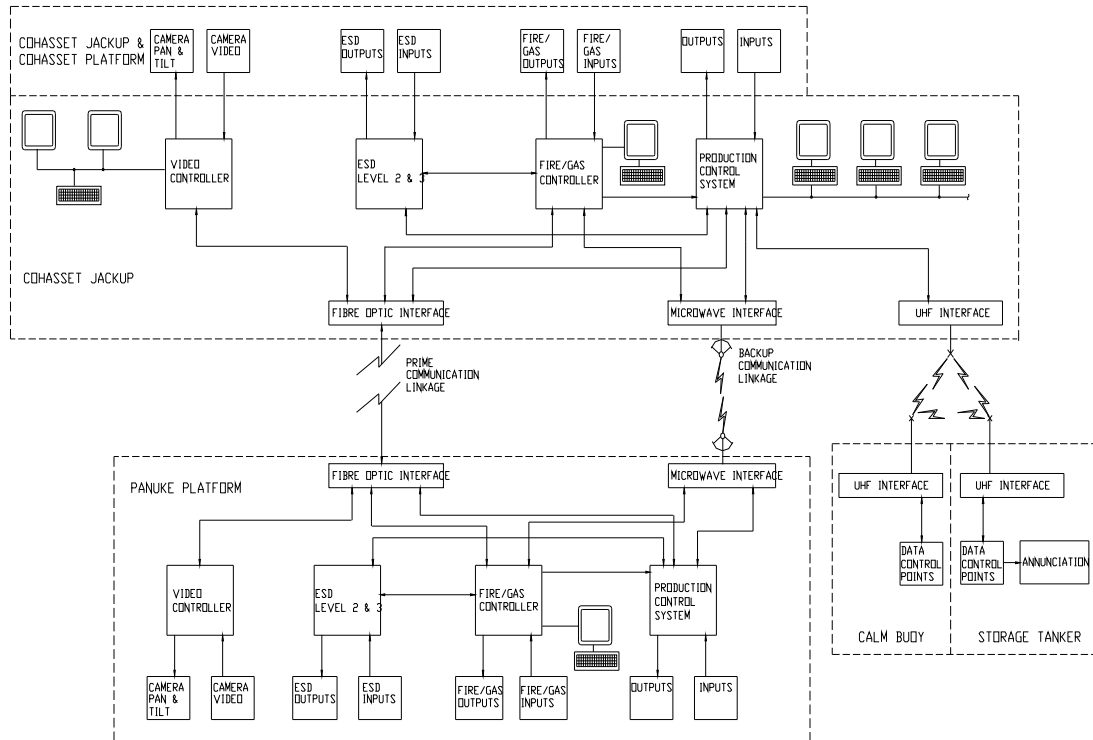 COHASSET JACKUP &
COHASSET PLATFORM
CAMERA
PAN &
TILT
CAMERA
VIDEO
ESD
OUTPUTS
ESD
INPUTS
FIRE/
GAS
OUTPUTS
FIRE/
GAS
INPUTS
OUTPUTS
INPUTS
VIDEO
CONTROLLER
ESD
LEVEL 2 & 3
FIRE/GAS
CONTROLLER
PRODUCTION
CONTROL
SYSTEM
COHASSET JACKUP
FIBRE OPTIC INTERFACE
MICROWAVE INTERFACE
UHF INTERFACE
PRIME
COMMUNICATION
LINKAGE
BACKUP
COMMUNICATION
LINKAGE
PANUKE PLATFORM
FIBRE OPTIC INTERFACE
MICROWAVE INTERFACE
UHF INTERFACE
UHF INTERFACE
VIDEO
CONTROLLER
ESD
LEVEL 2 & 3
FIRE/GAS
CONTROLLER
PRODUCTION
CONTROL
SYSTEM
DATA
CONTROL
POINTS
DATA
CONTROL
POINTS
ANNUNCIATION
CALM BUOY
STORAGE TANKER
CAMERA
PAN &
TILT
CAMERA
VIDEO
ESD
OUTPUTS
ESD
INPUTS
FIRE/GAS
OUTPUTS
FIRE/GAS
INPUTS
OUTPUTS
INPUTS